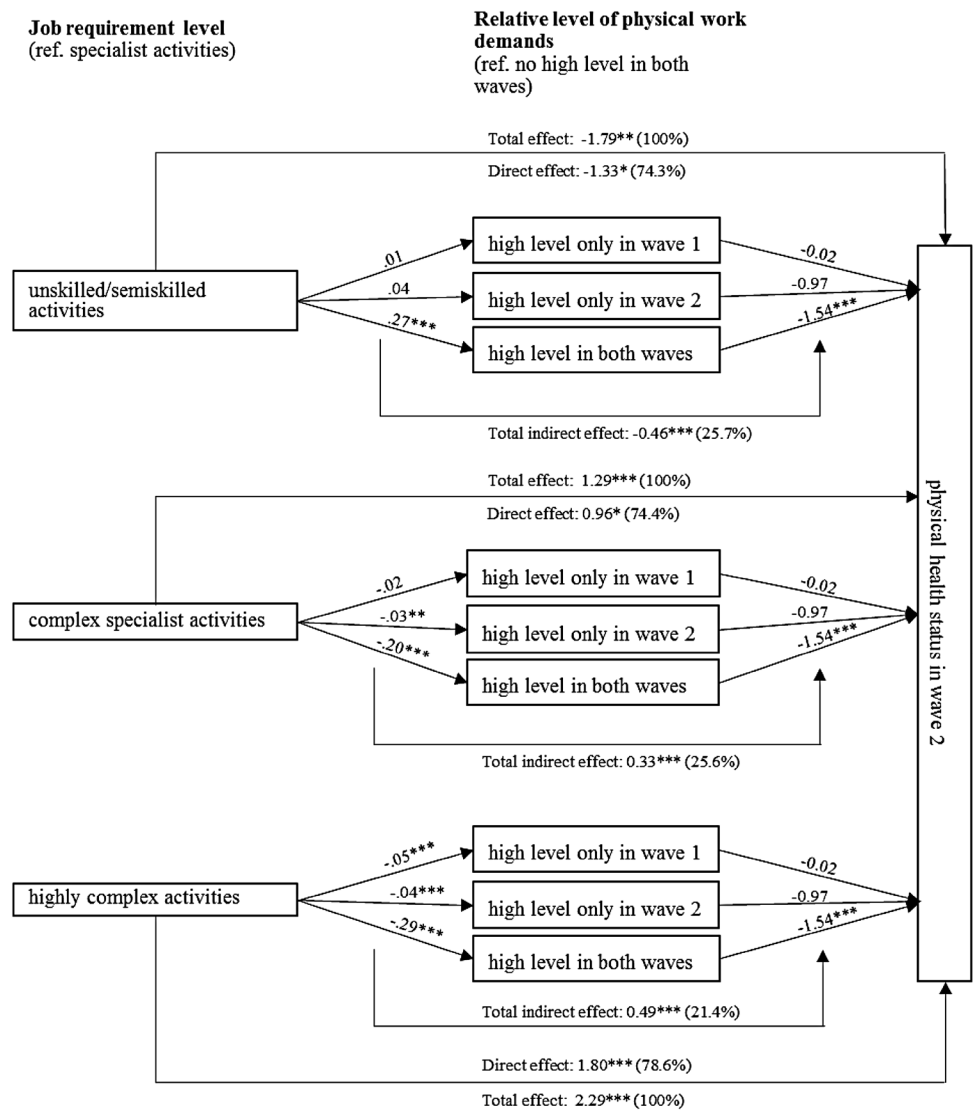 Job requirement level
(ref. specialist activities)
Relative level of physical work
demands
(ref. no high level in both
waves)
Total effect: -1.79** (100%)
Direct effect: -1.33* (74.3%)
unskilled/semiskilled
activities
.01
.04
.27***
high level only in wave 1
high level only in wave 2
high level in both waves
-0.02
-0.97
-1.54***
Total indirect effect: -0.46*** (25.7%)
Total effect: 1.29*** (100%)
Direct effect: 0.96* (74.4%)
complex specialist activities
-.02
-.03**
-.20***
high level only in wave 1
high level only in wave 2
high level in both waves
-0.02
-0.97
-1.54***
Total indirect effect: 0.33*** (25.6%)
physical health status in wave 2
highly complex activities
-.05***
-.04***
-.29***
high level only in wave 1
high level only in wave 2
high level in both waves
-0.02
-0.97
-1.54***
Total indirect effect: 0.49*** (21.4%)
Direct effect: 1.80*** (78.6%)
Total effect: 2.29*** (100%)